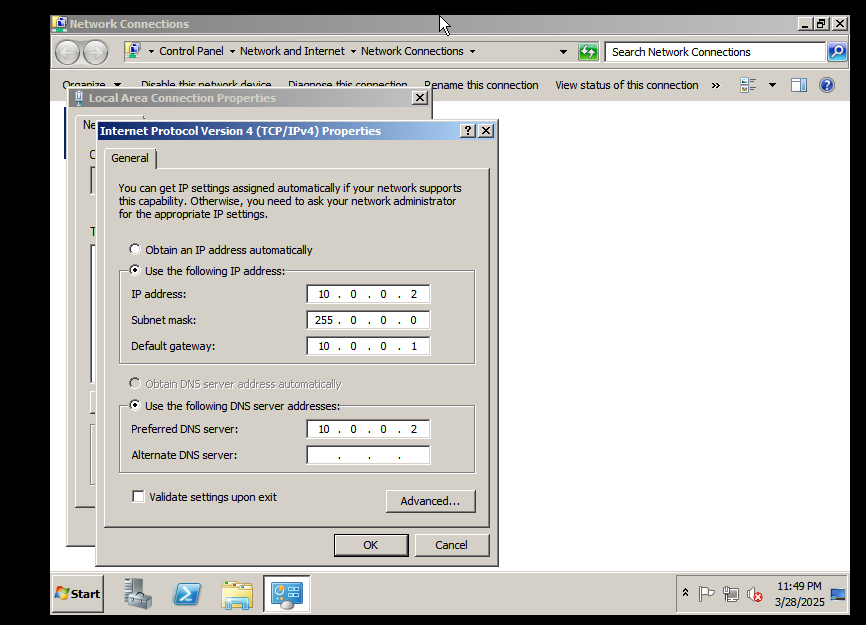 Network Connections
Control Panel Network and Internet Network Connections
Search Network Connections
Organize Disable this network device Diagnose this connection Rename this connection View status of this connection »
Local Area Connection Properties
Ne
Internet Protocol Version 4 (TCP/IPv4) Properties
General
You can get IP settings assigned automatically if your network supports
this capability. Otherwise, you need to ask your network administrator
for the appropriate IP settings.
Obtain an IP address automatically
Use the following IP address:
IP address: 10 . 0 . 0 . 2
Subnet mask: 255 . 0 . 0 . 0
Default gateway: 10 . 0 . 0 . 1
Obtain DNS server address automatically
Use the following DNS server addresses:
Preferred DNS server: 10 . 0 . 0 . 2
Alternate DNS server: . . .
Validate settings upon exit
Advanced...
OK Cancel
Start
11:49 PM
3/28/2025